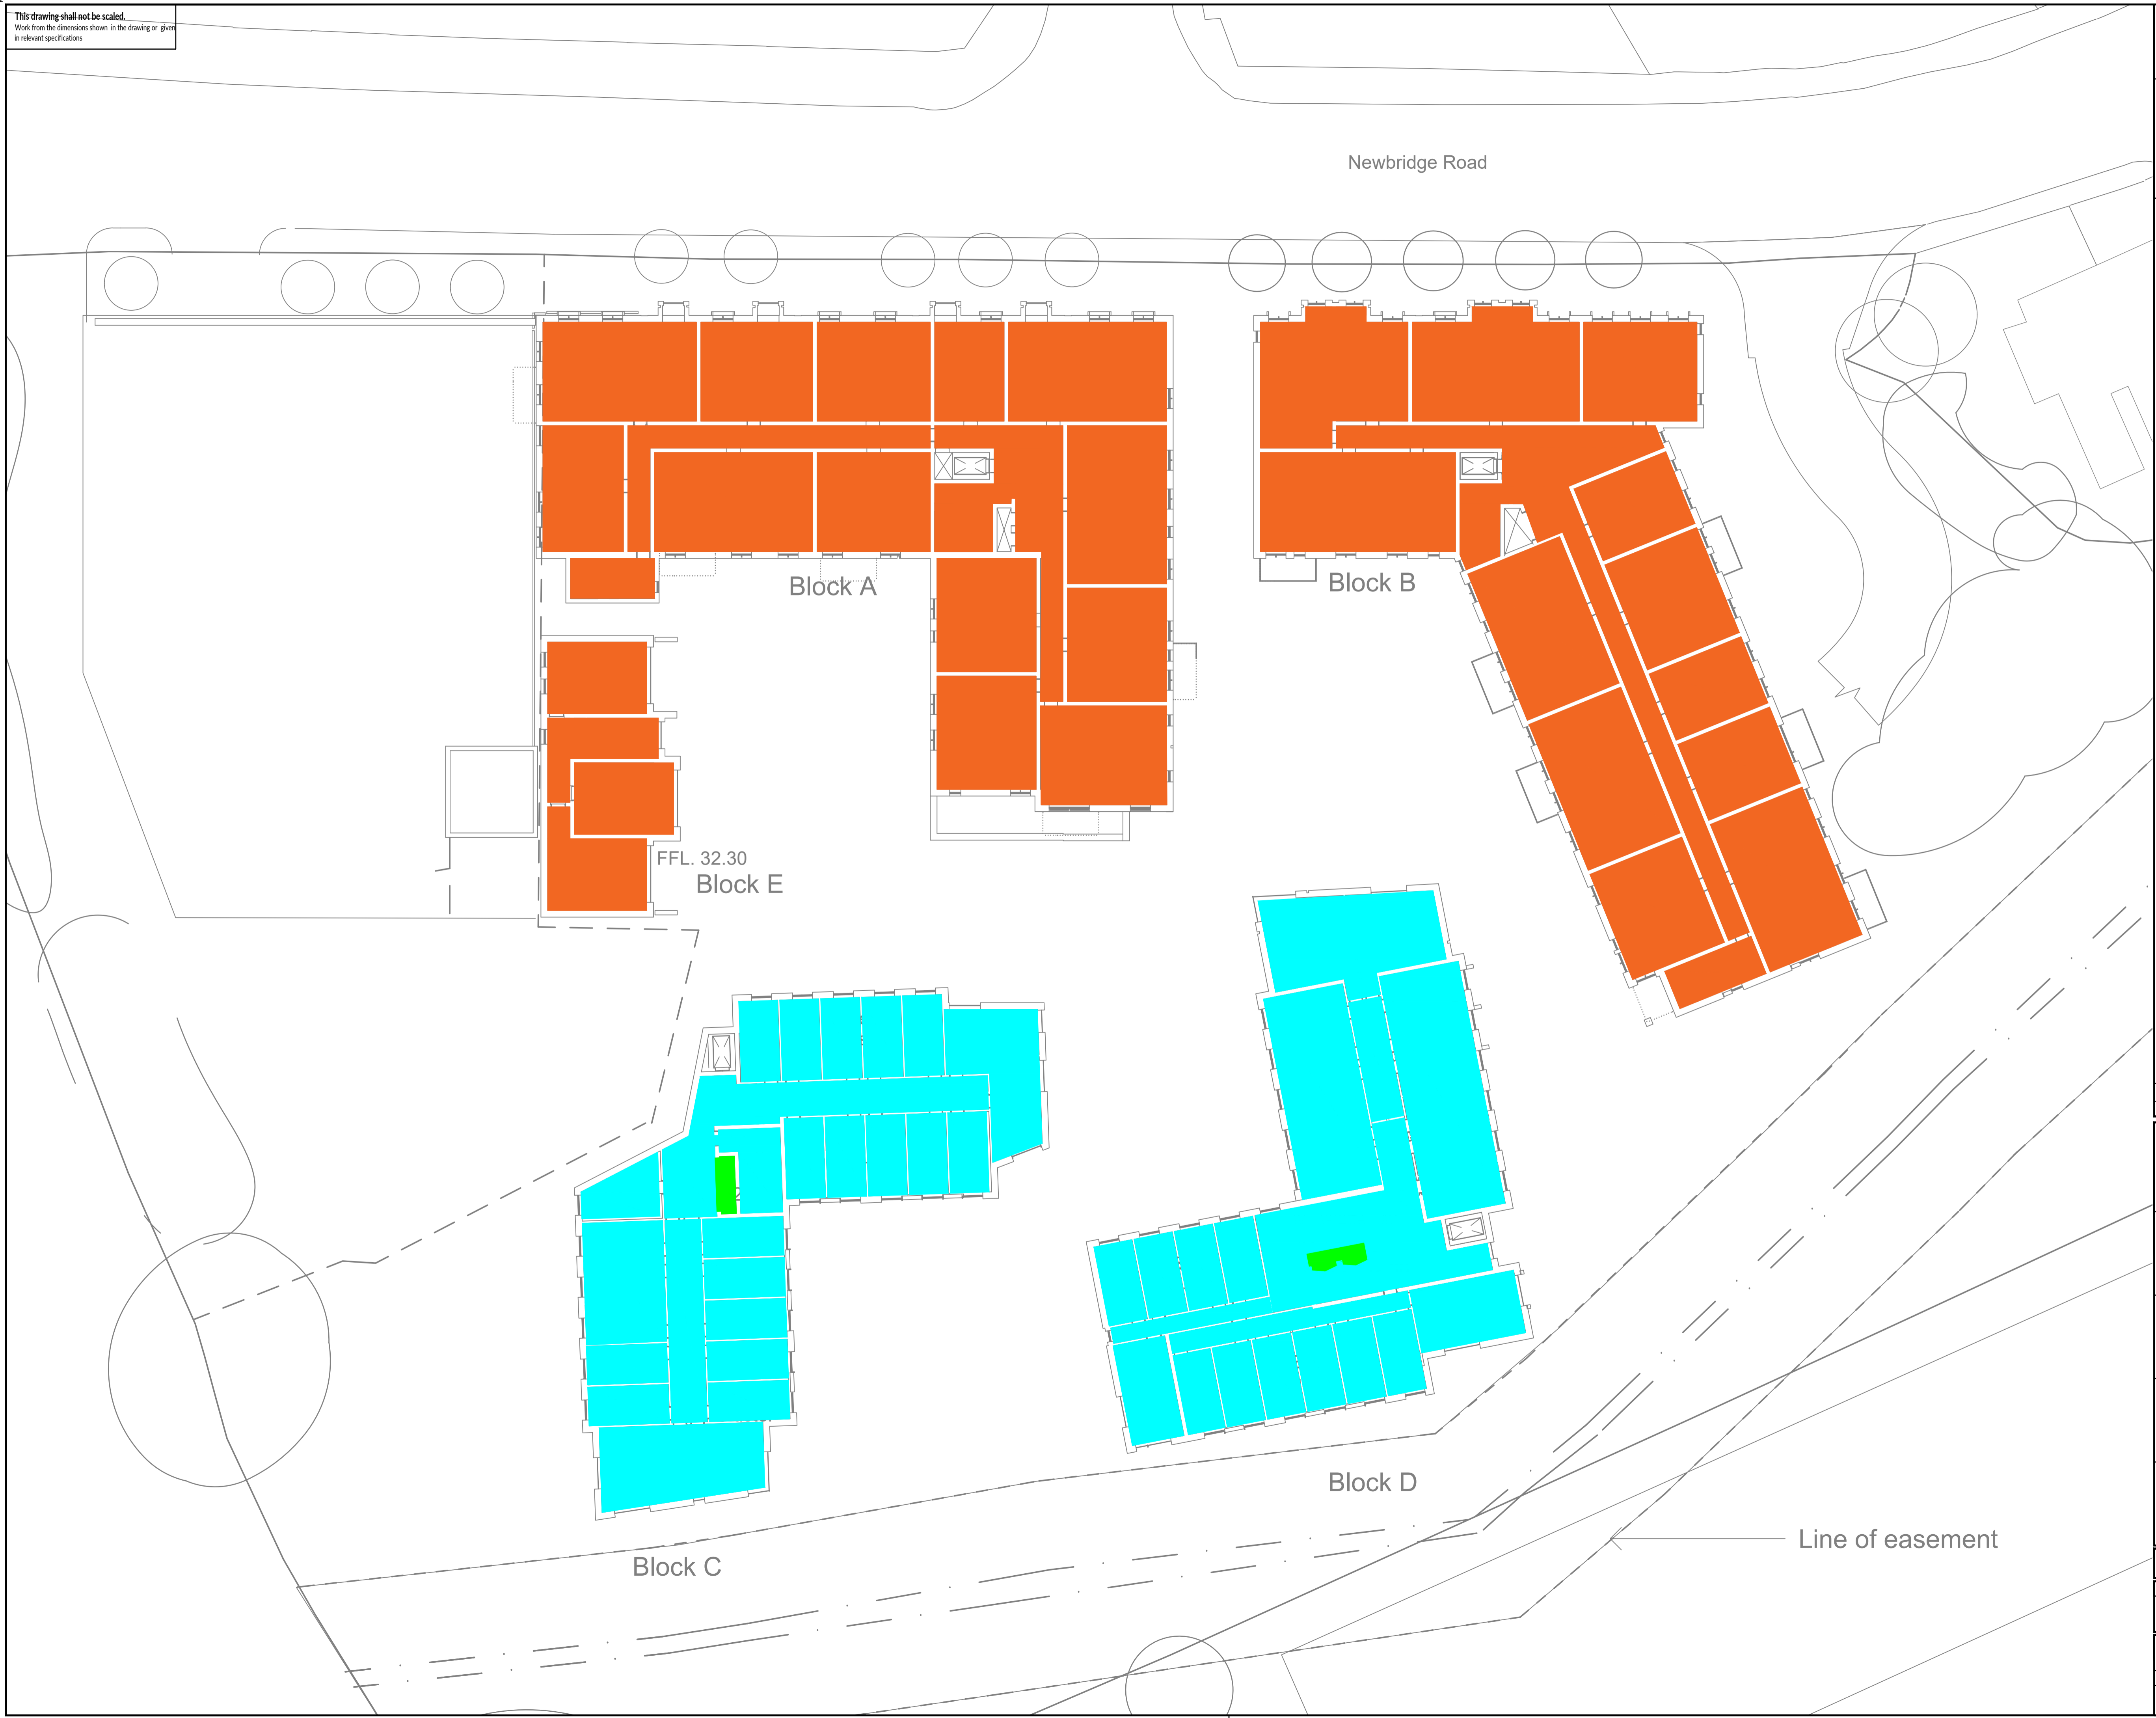 This drawing shall not be scaled.
Work from the dimensions shown in the drawing or given
in relevant specifications
Newbridge Road
Block A
Block B
FFL. 32.30
Block E
Block D
Line of easement
Block C